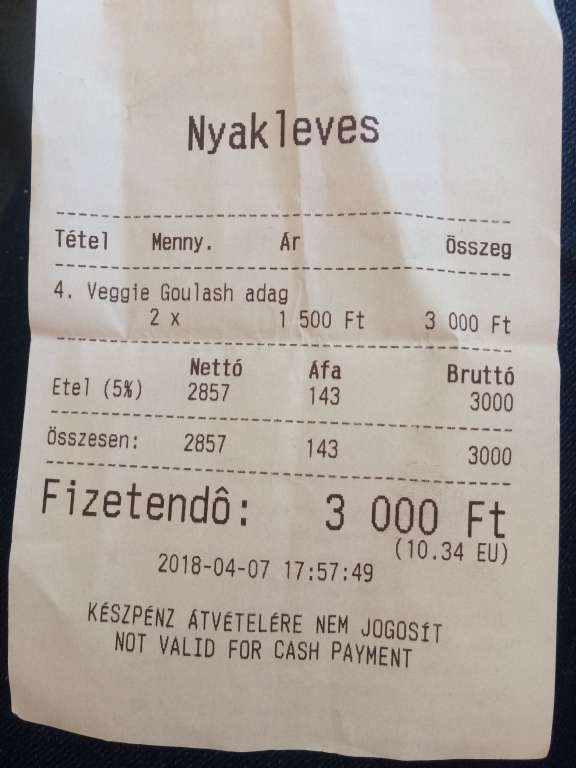 Nyakleves
Tétel Menny. Ár Összeg
4. Veggie Goulash adag
2 x 1 500 Ft 3 000 Ft
Nettó Áfa Bruttó
Etel (5%) 2857 143 3000
Összesen: 2857 143 3000
Fizetendô: 3 000 Ft
(10.34 EU)
2018-04-07 17:57:49
KÉSZPÉNZ ÁTVÉTELÉRE NEM JOGOSíT
NOT VALID FOR CASH PAYMENT